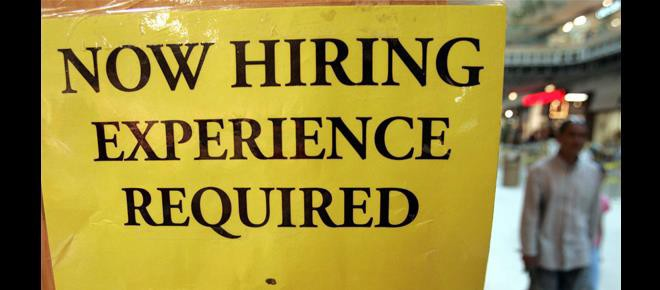 NOW HIRING
EXPERIENCE
REQUIRED